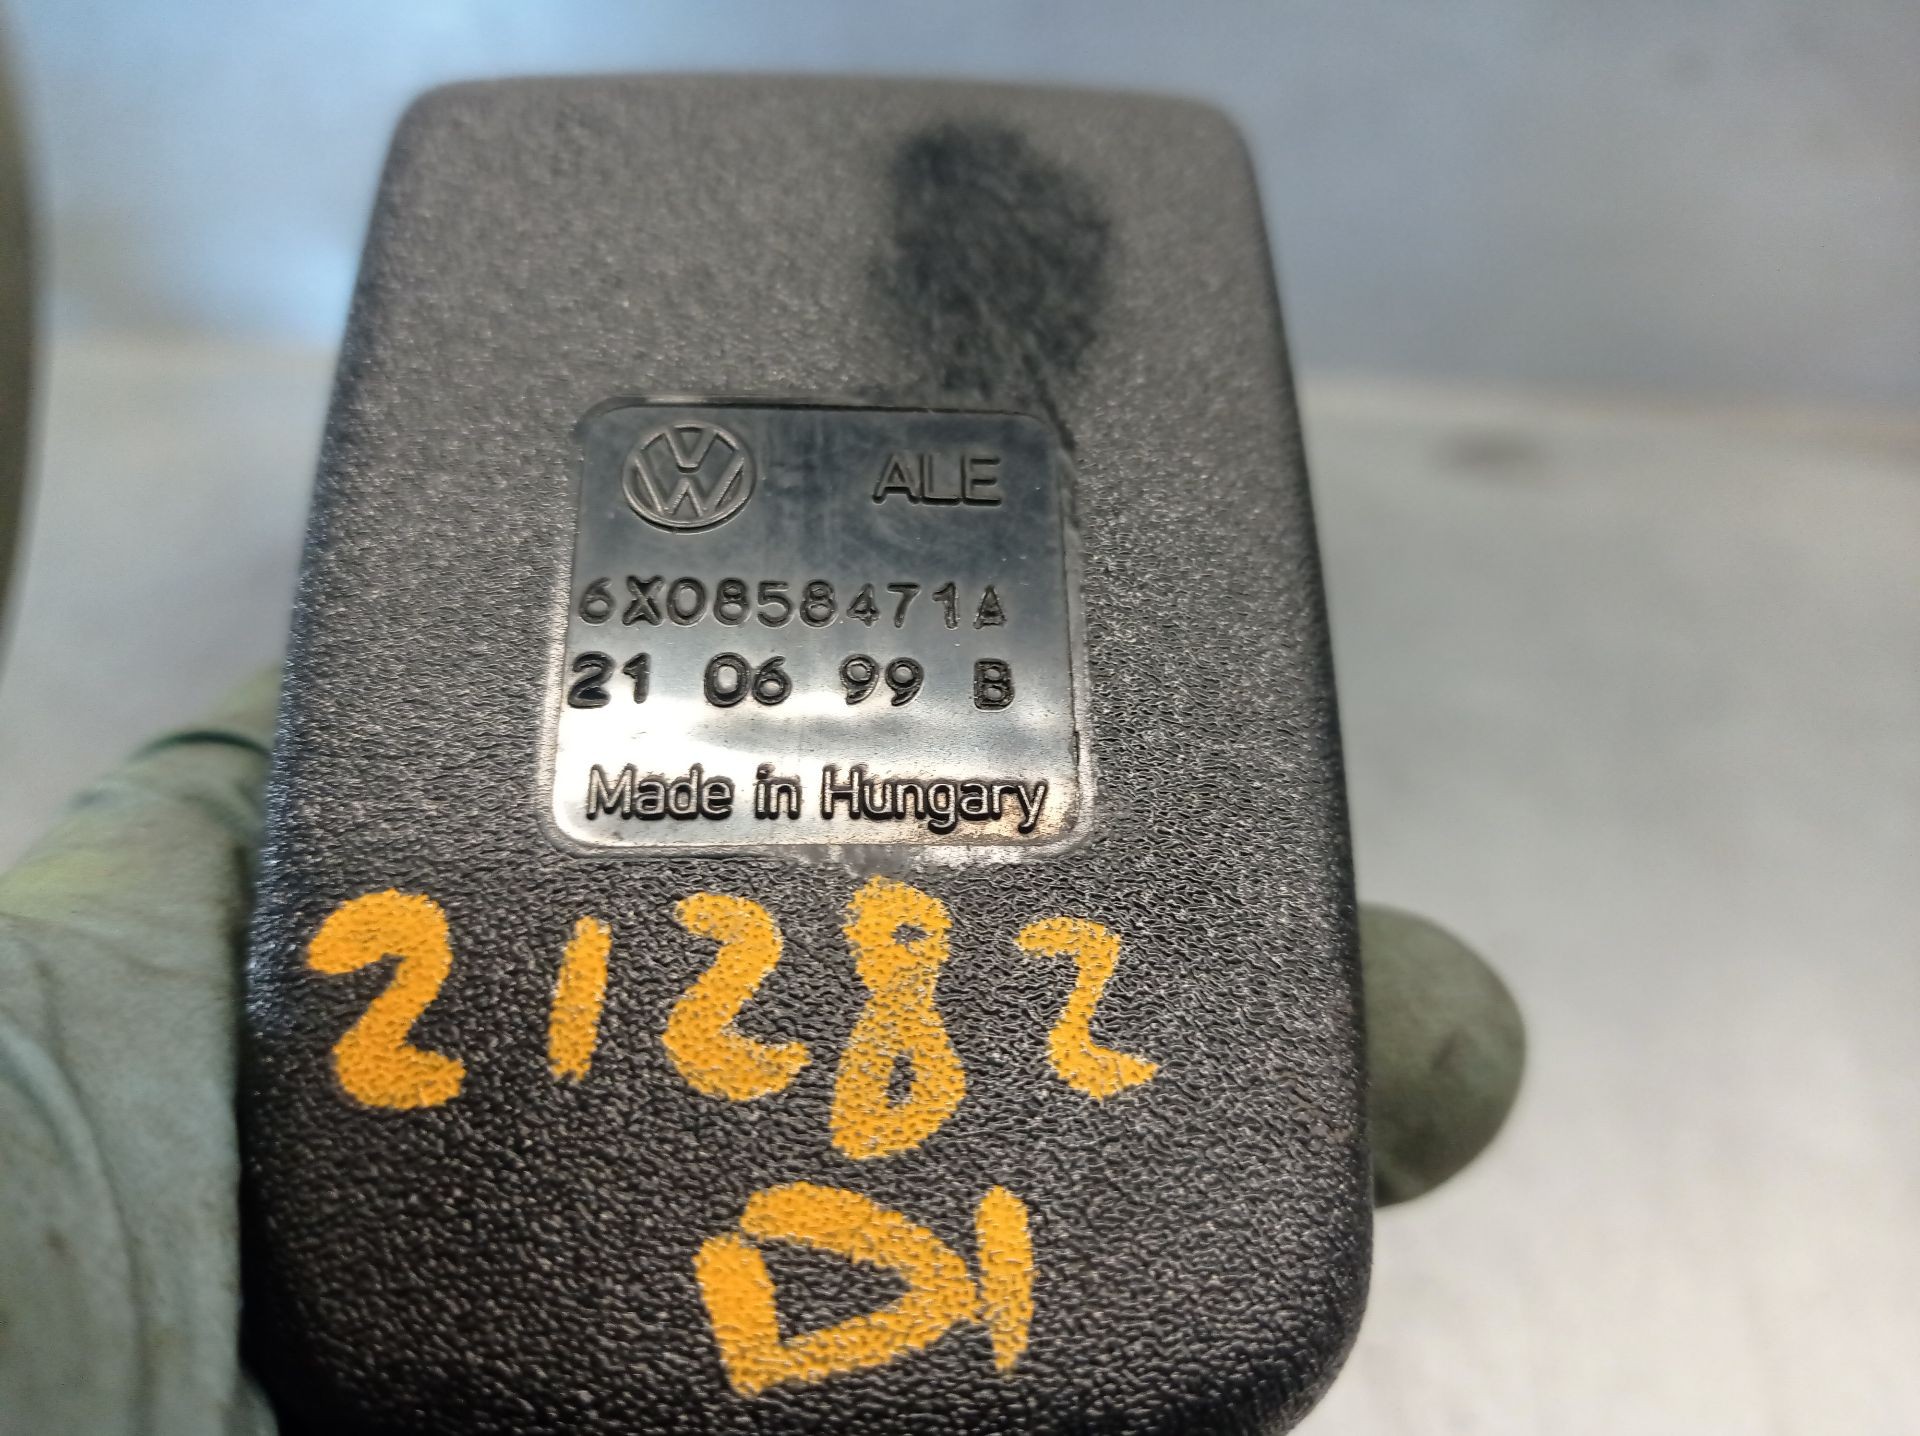 ALE
6X0858471A
21 06 99 B
Made in Hungary
21282
DI